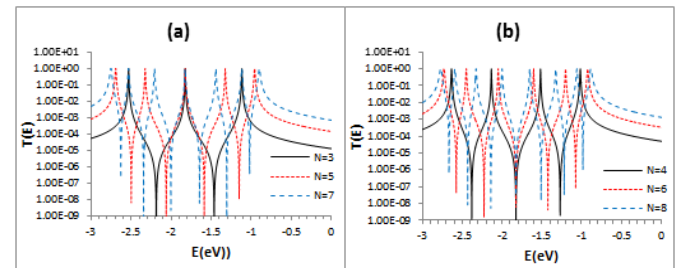 (a)
1.00E+01
1.00E+00
1.00E-01
1.00E-02
1.00E-03
1.00E-04
1.00E-05
1.00E-06
1.00E-07
1.00E-08
1.00E-09
T(E)
N=3
N=5
N=7
-3 -2.5 -2 -1.5 -1 -0.5 0
E(eV))
(b)
1.00E+01
1.00E+00
1.00E-01
1.00E-02
1.00E-03
1.00E-04
1.00E-05
1.00E-06
1.00E-07
1.00E-08
1.00E-09
T(E)
N=4
N=6
N=8
-3 -2.5 -2 -1.5 -1 -0.5 0
E(eV)